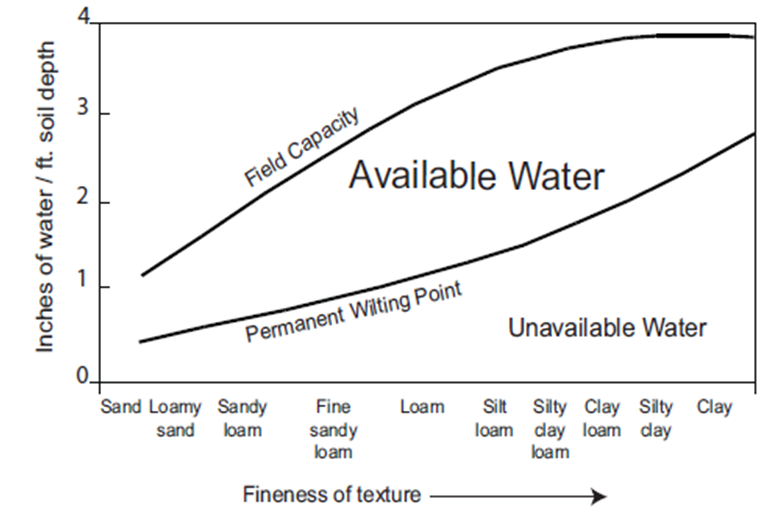 Inches of water / ft. soil depth
4
3
2
1
0
Field Capacity
Available Water
Permanent Wilting Point
Unavailable Water
Sand Loamy sand Sandy loam Fine sandy loam Loam Silt loam Silty clay loam Clay loam Silty clay Clay
Fineness of texture